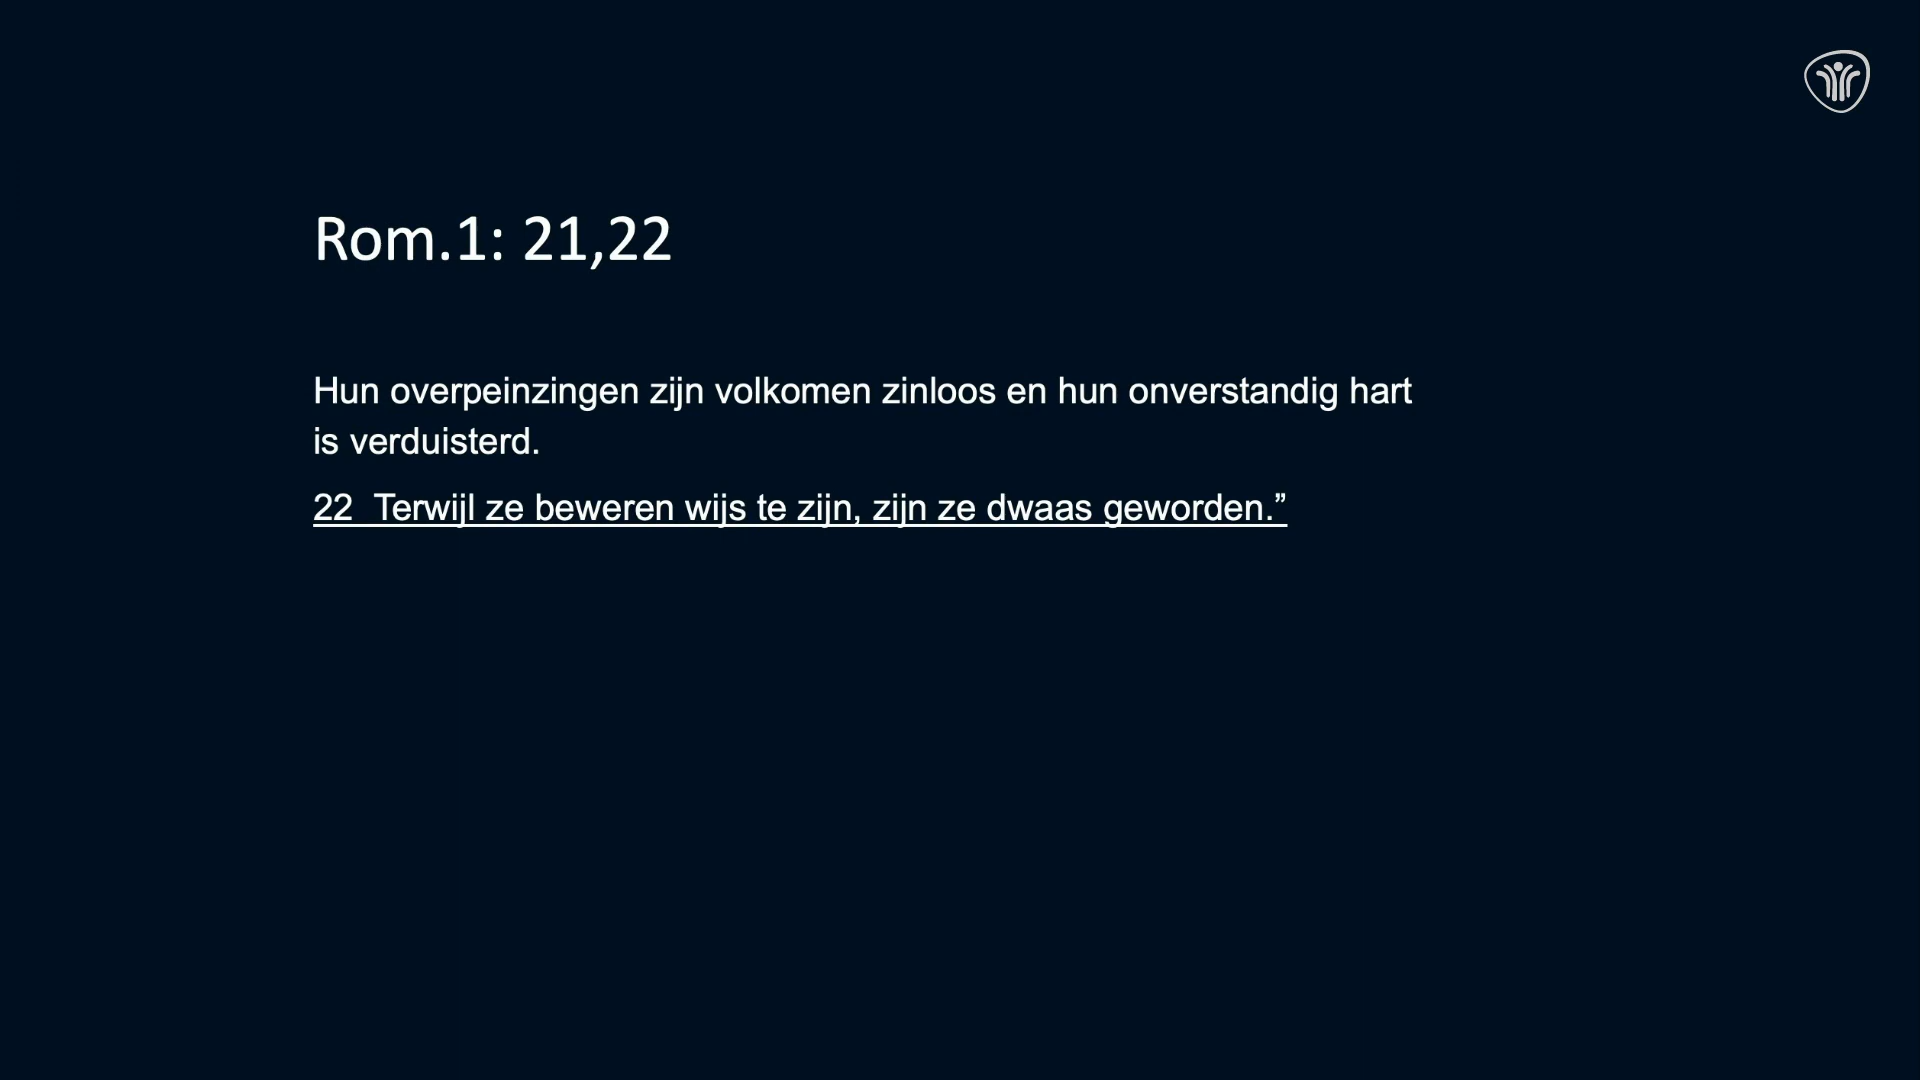 Rom.1: 21,22
Hun overpeinzingen zijn volkomen zinloos en hun onverstandig hart
is verduisterd.
22  Terwijl ze beweren wijs te zijn, zijn ze dwaas geworden.”